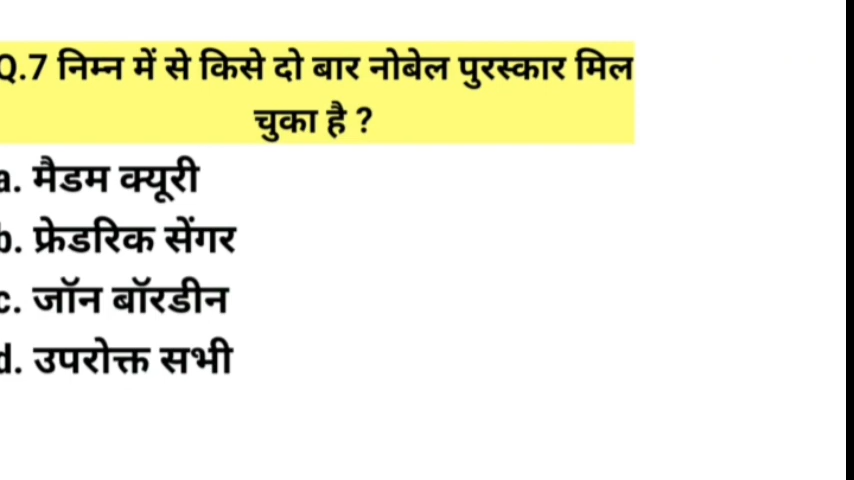 Q.7 निम्न में से किसे दो बार नोबेल पुरस्कार मिल
चुका है ?
a. मैडम क्यूरी
b. फ्रेडरिक सेंगर
c. जॉन बॉरडीन
d. उपरोक्त सभी